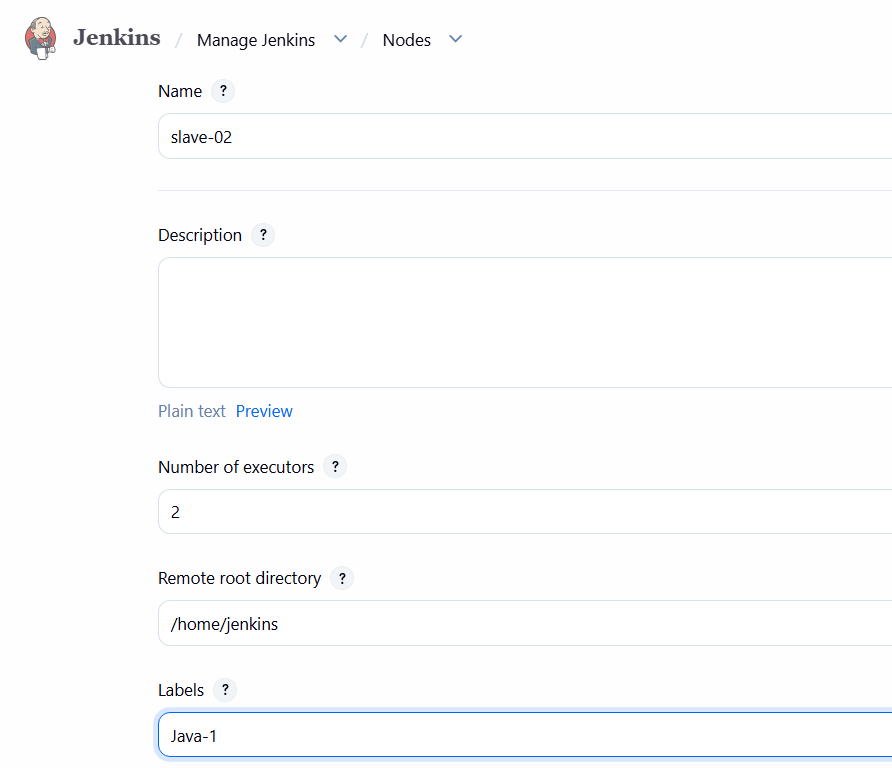 Jenkins / Manage Jenkins / Nodes
Name ?
slave-02
Description ?
Plain text Preview
Number of executors ?
2
Remote root directory ?
/home/jenkins
Labels ?
Java-1